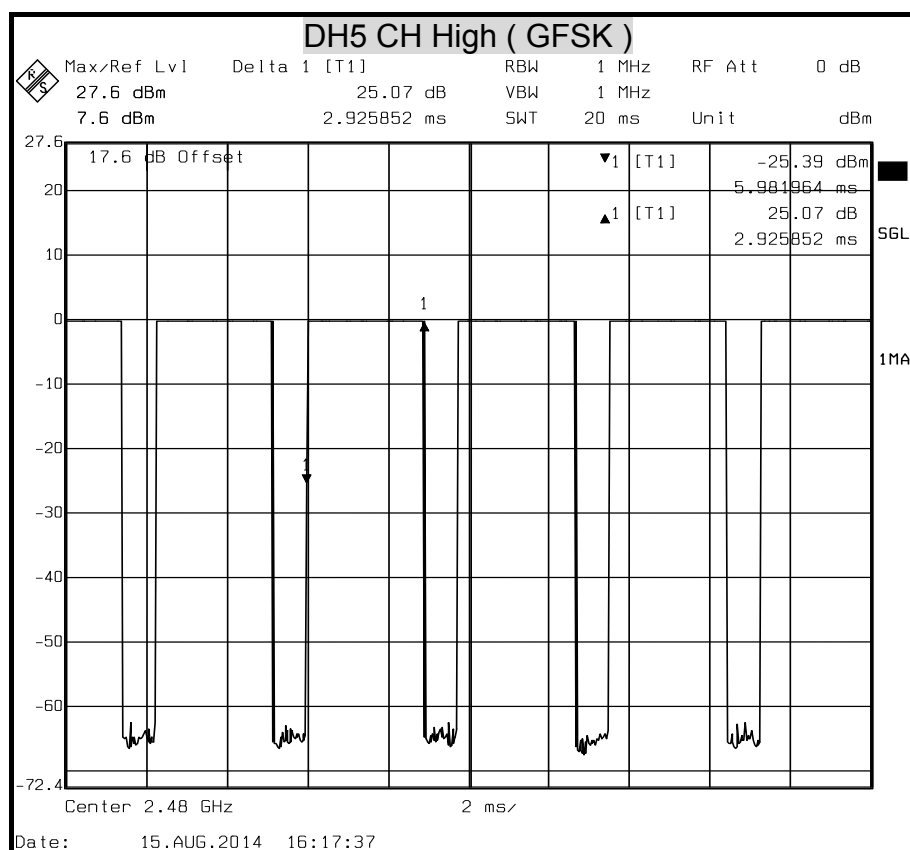 DH5 CH High ( GFSK )
R S
Max/Ref Lvl Delta 1 [T1] RBW 1 MHz RF Att 0 dB
27.6 dBm 25.07 dB VBW 1 MHz
7.6 dBm 2.925852 ms SWT 20 ms Unit dBm
27.6
17.6 dB Offset
1 [T1] -25.39 dBm
5.981964 ms
1 [T1] 25.07 dB
2.925852 ms
SGL
20
10
1
0
1MA
-10
-20
1
-30
-40
-50
-60
-72.4
Center 2.48 GHz 2 ms/
Date: 15.AUG.2014 16:17:37